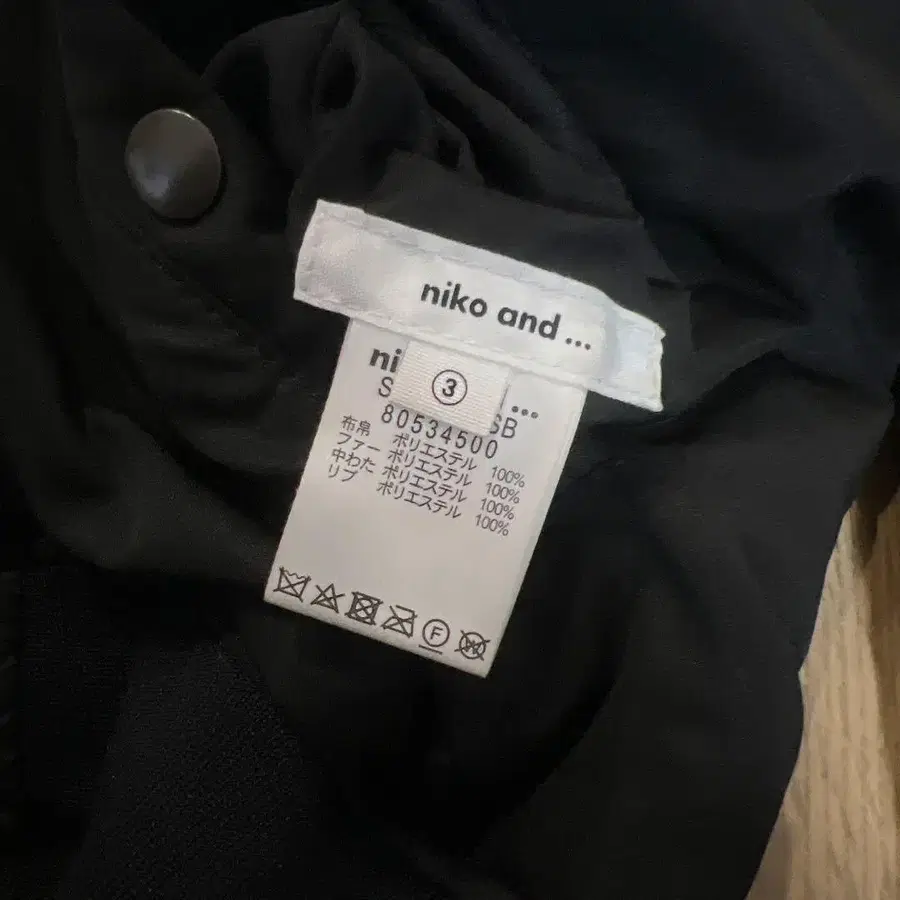 niko and ...
③
ni ...
S SB
80534500
布帛 ポリエステル 100%
ファー ポリエステル 100%
中わた ポリエステル 100%
リブ ポリエステル 100%
F W